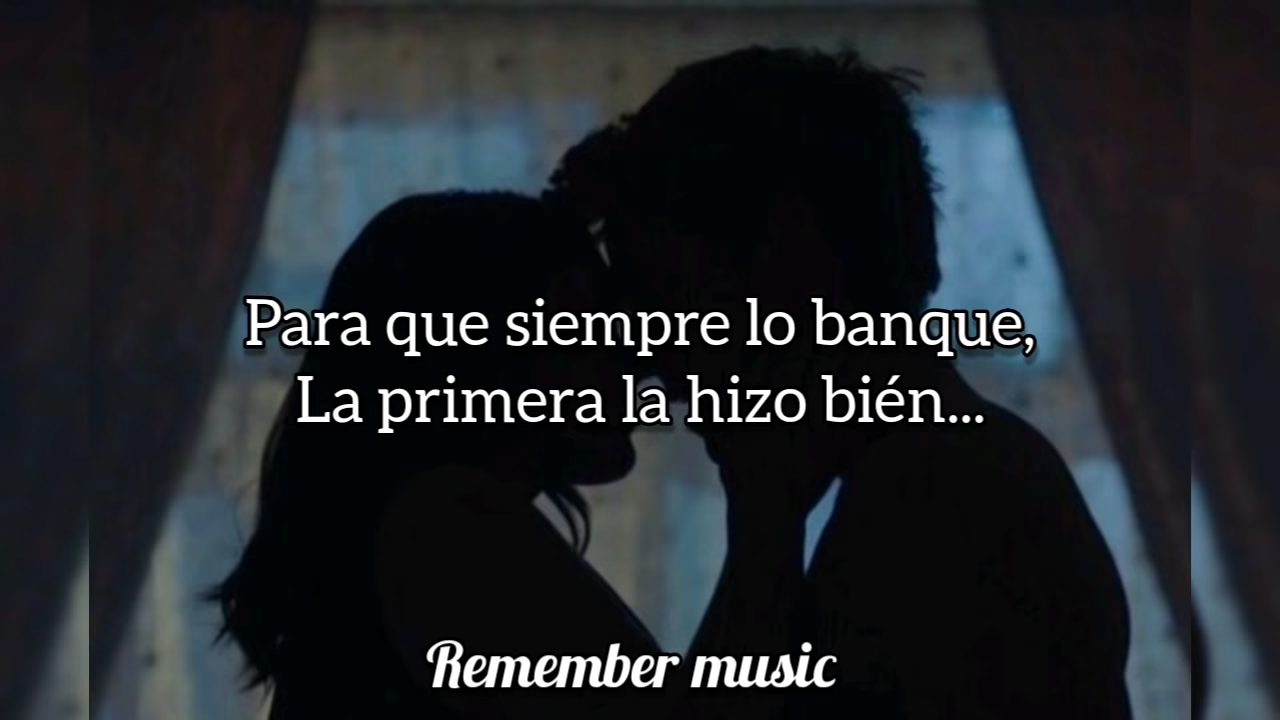 Para que siempre lo banque,
La primera la hizo bién...
Remember music